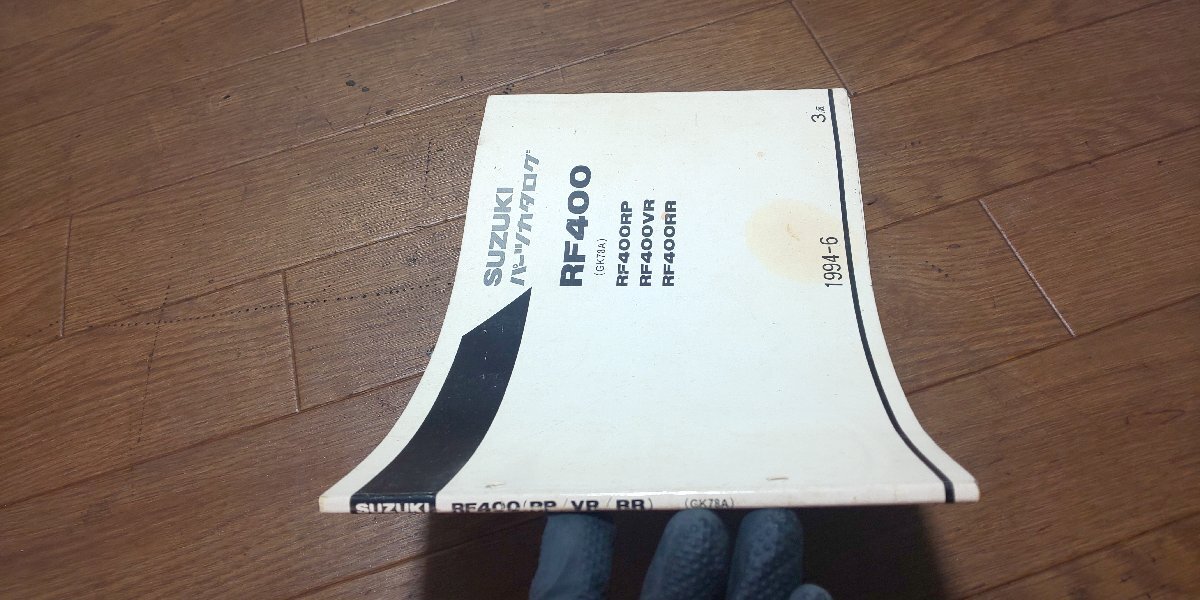 SUZUKI
パーツカタログ
RF400
(GK78A)
RF400RP
RF400VR
RF400RR
1994-6
3版
SUZUKI RF400(RP/VR/RR) (GK78A)